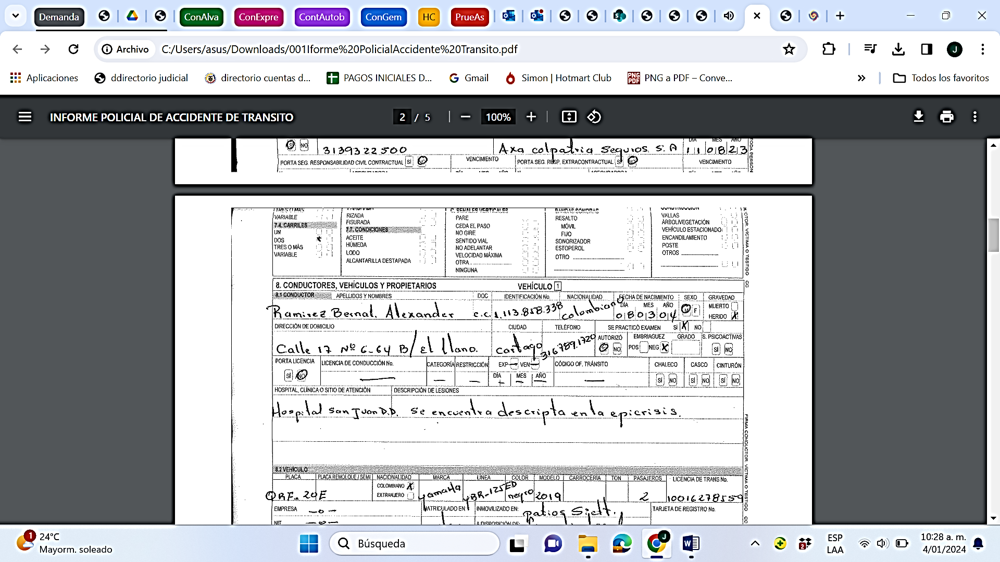 Demanda ConAlva ConExpre ContAutob ConGem HC PrueAs
Archivo C:/Users/asus/Downloads/001Iforme%20PolicialAccidente%20Transito.pdf
Aplicaciones ddirectorio judicial directorio cuentas d... PAGOS INICIALES D... Gmail Simon | Hotmart Club PNG a PDF – Conve... » Todos los favoritos
INFORME POLICIAL DE ACCIDENTE DE TRANSITO 2 / 5 100%
SÍ NO 3139322500 Axa colpatria Seguros S.A DÍA MES AÑO 11 08 23
PORTA SEG. RESPONSABILIDAD CIVIL CONTRACTUAL SÍ NO VENCIMIENTO PORTA SEG. RESP. EXTRACONTRACTUAL SÍ NO VENCIMIENTO
TRES O MAS C. SEÑALES VERTICALES BANDAS SONORAS
VARIABLE RIZADA PARE RESALTO VALLAS
7.4. CARRILES FISURADA CEDA EL PASO MÓVIL ÁRBOL/VEGETACIÓN
UN 7.7. CONDICIONES NO GIRE FIJO VEHÍCULO ESTACIONADO
DOS ACEITE SENTIDO VIAL SONORIZADOR ENCANDILAMIENTO
TRES O MÁS HÚMEDA NO ADELANTAR ESTOPEROL POSTE
VARIABLE LODO VELOCIDAD MÁXIMA OTRO OTROS
ALCANTARILLA DESTAPADA OTRA
NINGUNA
8. CONDUCTORES, VEHÍCULOS Y PROPIETARIOS VEHÍCULO 1
8.1 CONDUCTOR APELLIDOS Y NOMBRES DOC IDENTIFICACIÓN No. NACIONALIDAD FECHA DE NACIMIENTO SEXO GRAVEDAD
DÍA MES AÑO MUERTO
Ramirez Bernal. Alexander c.c. 1.113.858.338 colombiano 08 03 04 M F HERIDO X
DIRECCIÓN DE DOMICILIO CIUDAD TELÉFONO SE PRACTICÓ EXAMEN SÍ X NO
AUTORIZÓ EMBRIAGUEZ GRADO S. PSICOACTIVAS
Calle 17 Nº 6-64 B/ El llano. cartago 316789.1720 SÍ NO POS NEG X SÍ NO
PORTA LICENCIA LICENCIA DE CONDUCCIÓN No. CATEGORÍA RESTRICCIÓN EXP VEN CÓDIGO OF. TRÁNSITO CHALECO CASCO CINTURÓN
SÍ NO DÍA MES AÑO SÍ NO SÍ NO SÍ NO
HOSPITAL, CLÍNICA O SITIO DE ATENCIÓN DESCRIPCIÓN DE LESIONES
Hospital San Juan D.D. Se encuentra descripta en la epicrisis.
8.2 VEHÍCULO
PLACA PLACA REMOLQUE / SEMI NACIONALIDAD MARCA LINEA COLOR MODELO CARROCERÍA TON PASAJEROS LICENCIA DE TRANS No.
COLOMBIANO X
QRF-29E EXTRANJERO yamaha YBR-125ED negro 2019 2 10016278559
EMPRESA MATRICULADO EN INMOVILIZADO EN: patios Siett. TARJETA DE REGISTRO No.
NIT A DISPOSICIÓN DE:
FIRMA CONDUCTOR, VÍCTIMA O TESTIGO CC
1 24°C
Mayorm. soleado
Búsqueda
ESP
LAA
10:28 a. m.
4/01/2024